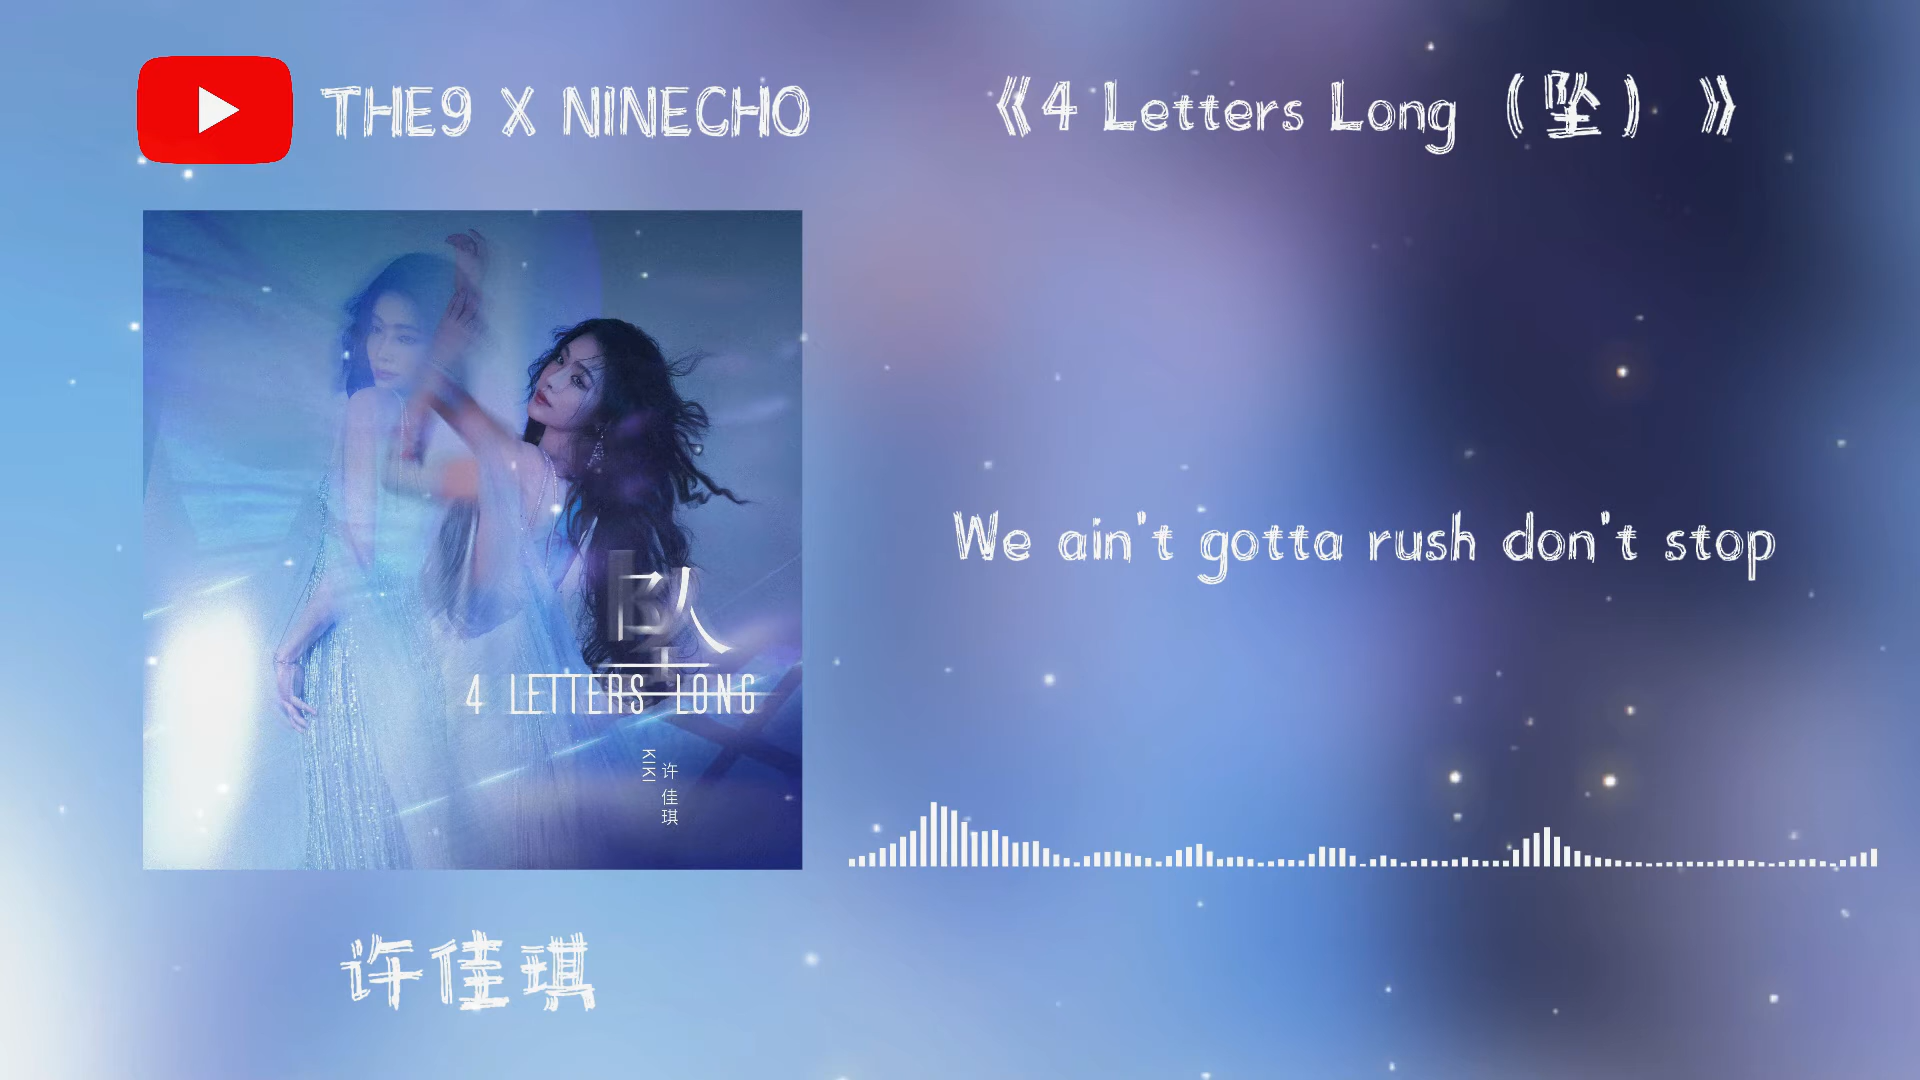 THE9 X NINECHO
《4 Letters Long（坠）》
坠
4 LETTERS LONG
KIKI
许佳琪
We ain't gotta rush don't stop
许佳琪